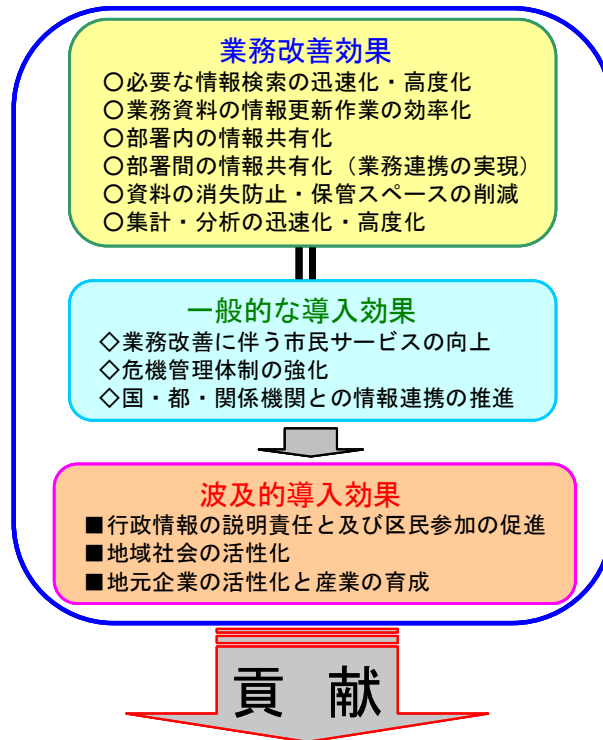 業務改善効果
○必要な情報検索の迅速化・高度化
○業務資料の情報更新作業の効率化
○部署内の情報共有化
○部署間の情報共有化（業務連携の実現）
○資料の消失防止・保管スペースの削減
○集計・分析の迅速化・高度化
一般的な導入効果
◇業務改善に伴う市民サービスの向上
◇危機管理体制の強化
◇国・都・関係機関との情報連携の推進
波及的導入効果
■行政情報の説明責任と及び区民参加の促進
■地域社会の活性化
■地元企業の活性化と産業の育成
貢 献